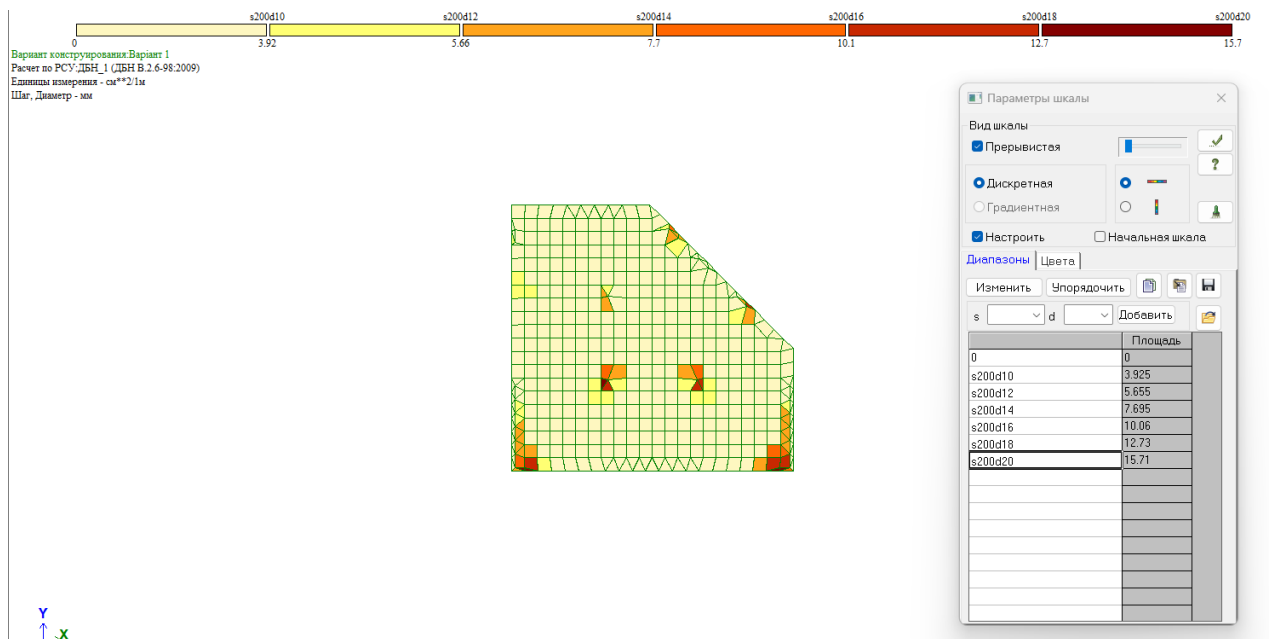 s200d10 s200d12 s200d14 s200d16 s200d18 s200d20
0 3.92 5.66 7.7 10.1 12.7 15.7
Вариант конструирования:Варіант 1
Расчет по РСУ:ДБН_1 (ДБН В.2.6-98:2009)
Единицы измерения - см**2/1м
Шаг, Диаметр - мм
Параметры шкалы
Вид шкалы
Прерывистая
?
Дискретная
Градиентная
Настроить Начальная шкала
Диапазоны Цвета
Изменить Упорядочить
s d Добавить
Площадь
0 0
s200d10 3.925
s200d12 5.655
s200d14 7.695
s200d16 10.06
s200d18 12.73
s200d20 15.71
Y
X